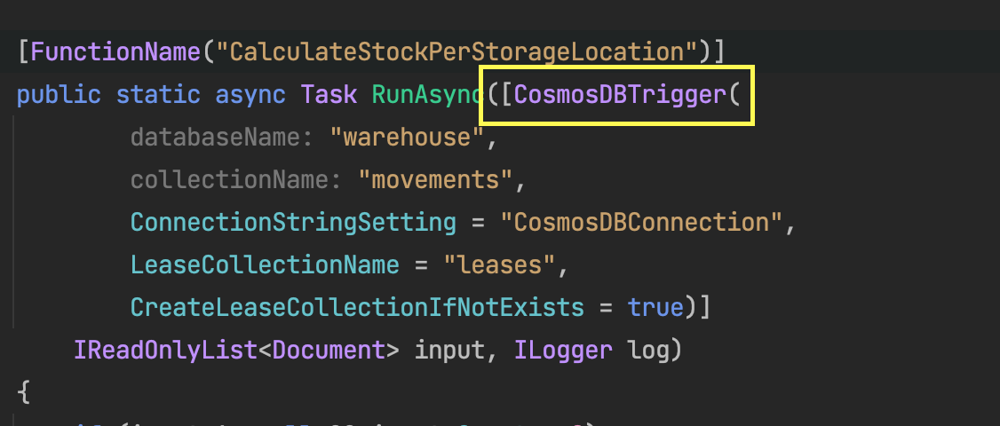 [FunctionName("CalculateStockPerStorageLocation")]
public static async Task RunAsync([CosmosDBTrigger(
databaseName: "warehouse",
collectionName: "movements",
ConnectionStringSetting = "CosmosDBConnection",
LeaseCollectionName = "leases",
CreateLeaseCollectionIfNotExists = true)]
IReadOnlyList<Document> input, ILogger log)
{